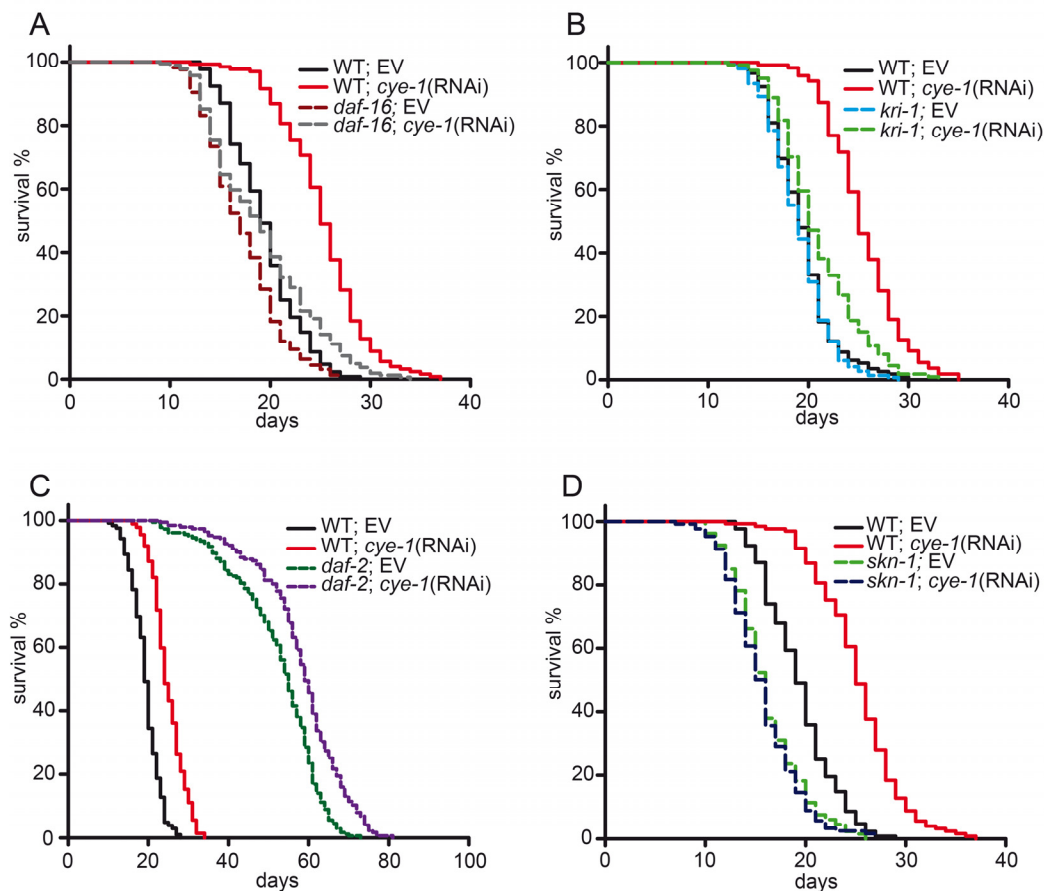 A
survival %
100
80
60
40
20
0
WT; EV
WT; cye-1(RNAi)
daf-16; EV
daf-16; cye-1(RNAi)
0 10 20 30 40
days
B
survival %
100
80
60
40
20
0
WT; EV
WT; cye-1(RNAi)
kri-1; EV
kri-1; cye-1(RNAi)
0 10 20 30 40
days
C
survival %
100
80
60
40
20
0
WT; EV
WT; cye-1(RNAi)
daf-2; EV
daf-2; cye-1(RNAi)
0 20 40 60 80 100
days
D
survival %
100
80
60
40
20
0
WT; EV
WT; cye-1(RNAi)
skn-1; EV
skn-1; cye-1(RNAi)
0 10 20 30 40
days